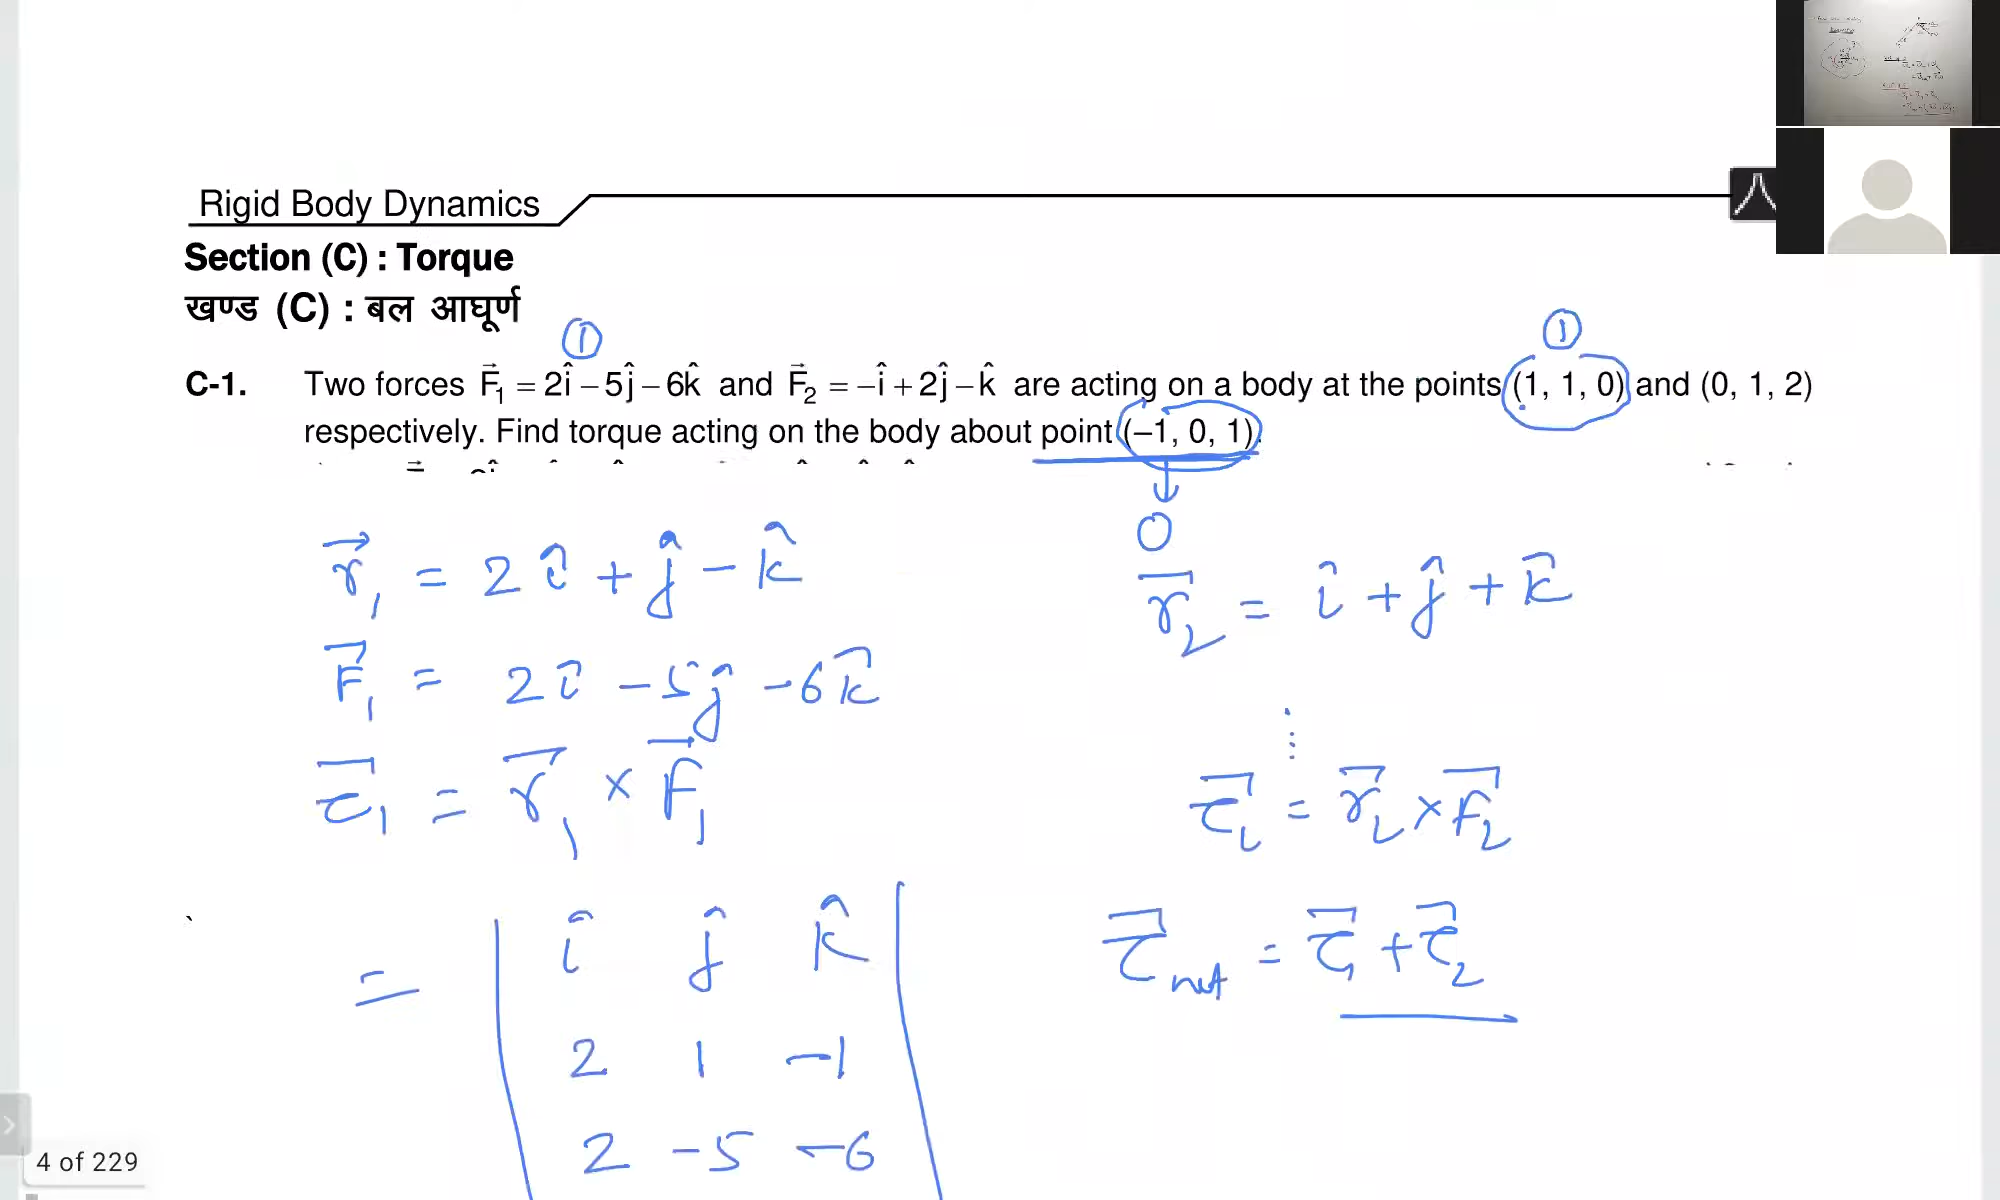 Rigid Body Dynamics
Section (C) : Torque
खण्ड (C) : बल आघूर्ण
①
①
C-1. Two forces F⃗₁ = 2î − 5ĵ − 6k̂ and F⃗₂ = −î + 2ĵ − k̂ are acting on a body at the points (1, 1, 0) and (0, 1, 2)
respectively. Find torque acting on the body about point (–1, 0, 1).
O
r⃗₁ = 2î + ĵ − k̂
r⃗₂ = î + ĵ + k̂
F⃗₁ = 2î − 5ĵ − 6k̂
τ⃗₁ = r⃗₁ × F⃗₁
τ⃗₂ = r⃗₂ × F⃗₂
= | î ĵ k̂ |
2 1 −1
2 −5 −6
τ⃗net = τ⃗₁ + τ⃗₂
4 of 229